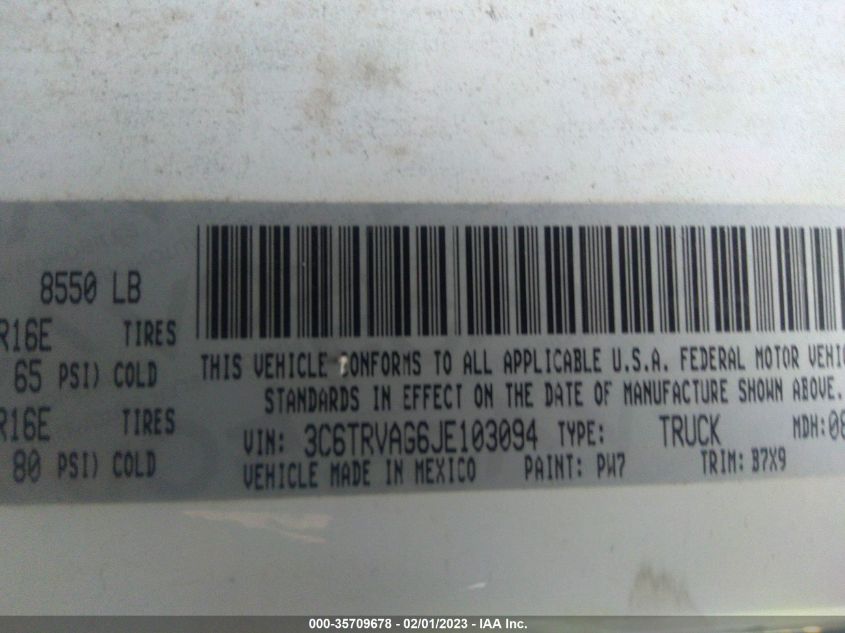 8550 LB
R16E TIRES
65 PSI) COLD
R16E TIRES
80 PSI) COLD
THIS VEHICLE CONFORMS TO ALL APPLICABLE U.S.A. FEDERAL MOTOR VEHIC
STANDARDS IN EFFECT ON THE DATE OF MANUFACTURE SHOWN ABOVE.
VIN: 3C6TRVAG6JE103094 TYPE: TRUCK MDH:08
VEHICLE MADE IN MEXICO PAINT: PW7 TRIM: B7X9
000-35709678 - 02/01/2023 - IAA Inc.